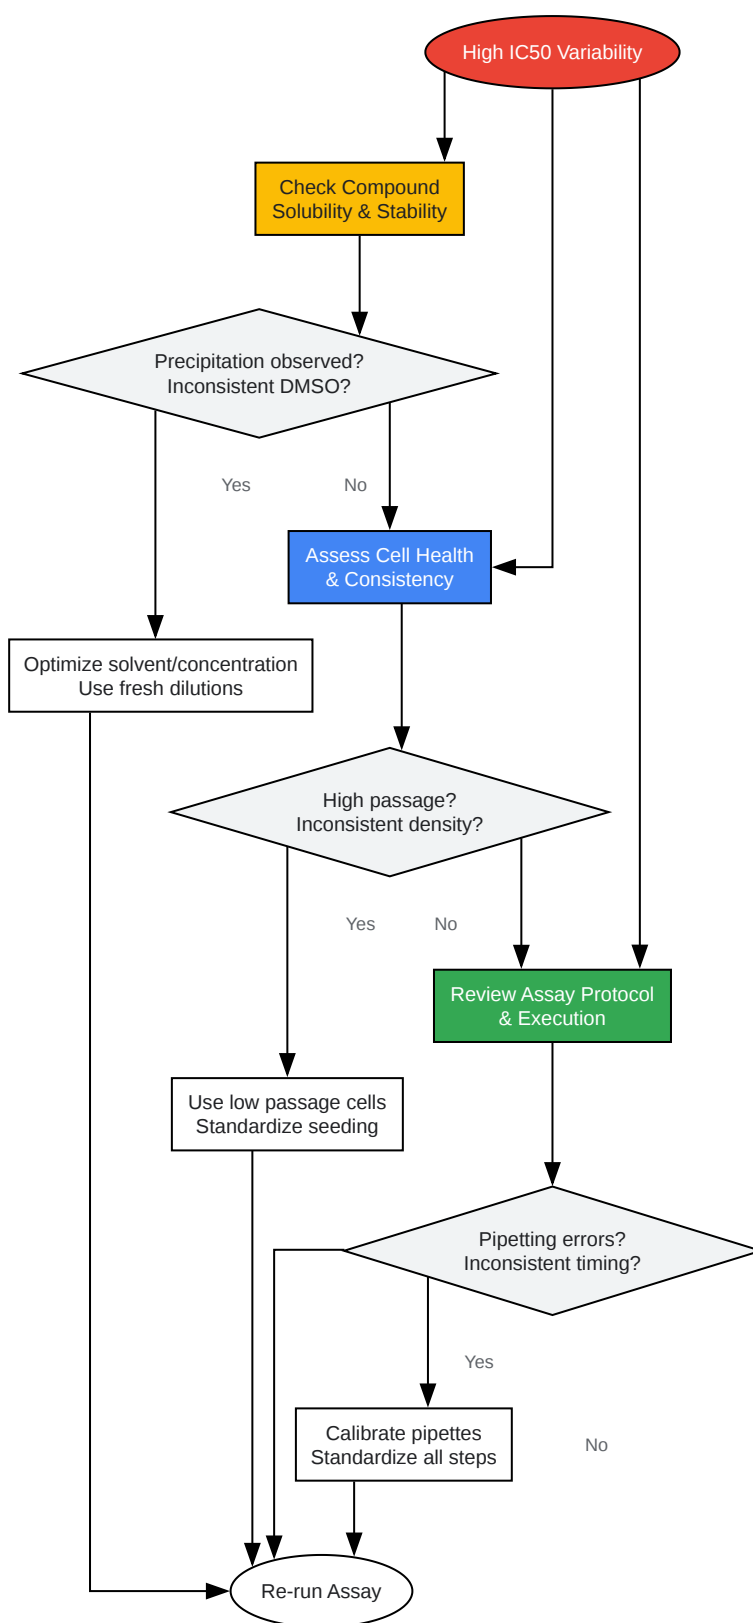 High IC50 Variability
Check Compound
Solubility & Stability
Precipitation observed?
Inconsistent DMSO?
Yes
No
Assess Cell Health
& Consistency
Optimize solvent/concentration
Use fresh dilutions
High passage?
Inconsistent density?
Yes
No
Review Assay Protocol
& Execution
Use low passage cells
Standardize seeding
Pipetting errors?
Inconsistent timing?
Yes
Calibrate pipettes
Standardize all steps
No
Re-run Assay